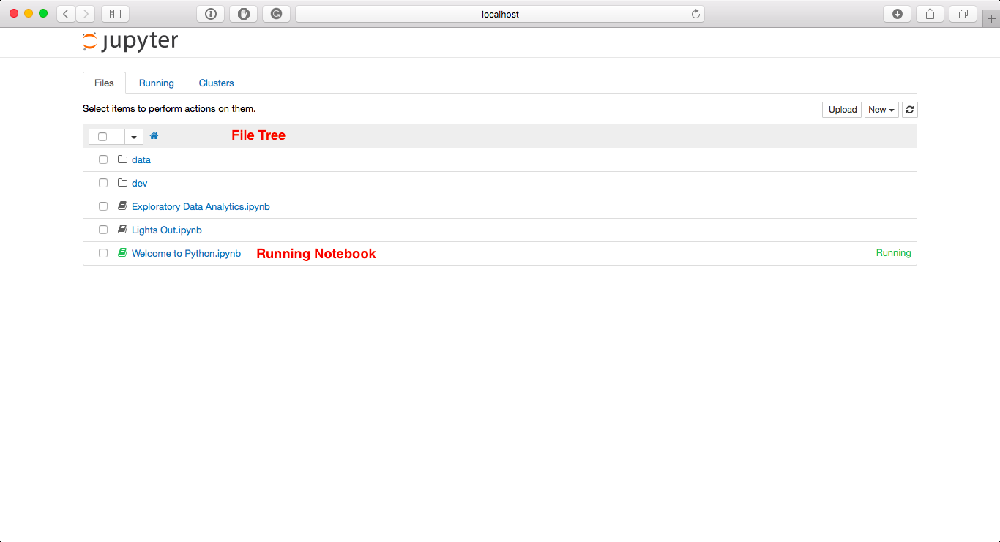 localhost
jupyter
Files Running Clusters
Select items to perform actions on them. Upload New
File Tree
data
dev
Exploratory Data Analytics.ipynb
Lights Out.ipynb
Welcome to Python.ipynb Running Notebook Running